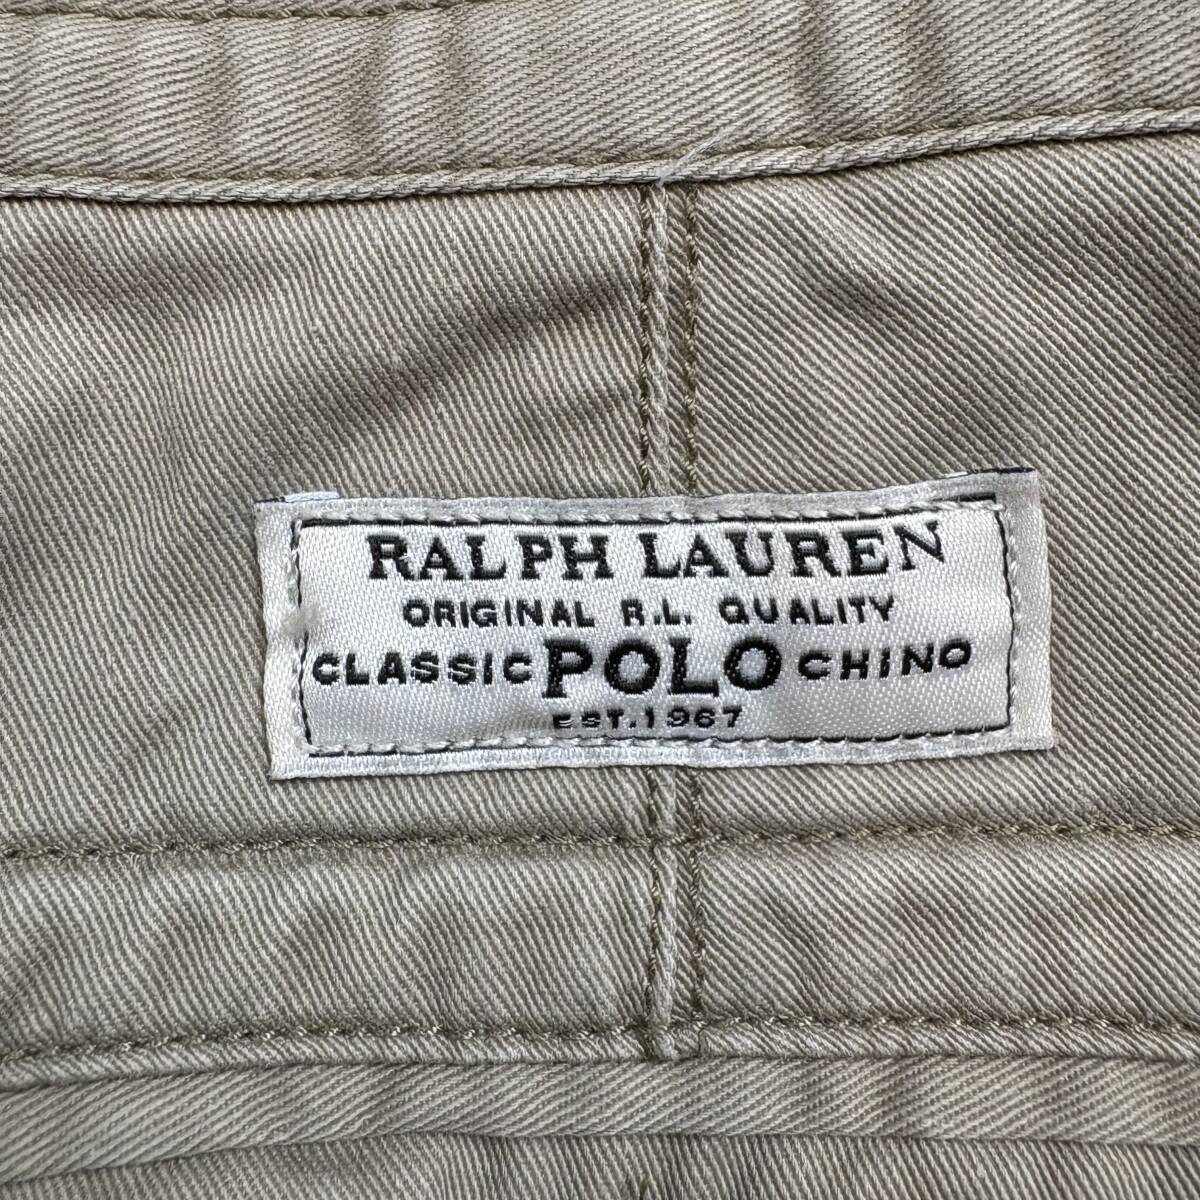 RALPH LAUREN
ORIGINAL R.L. QUALITY
CLASSIC POLO CHINO
EST.1967